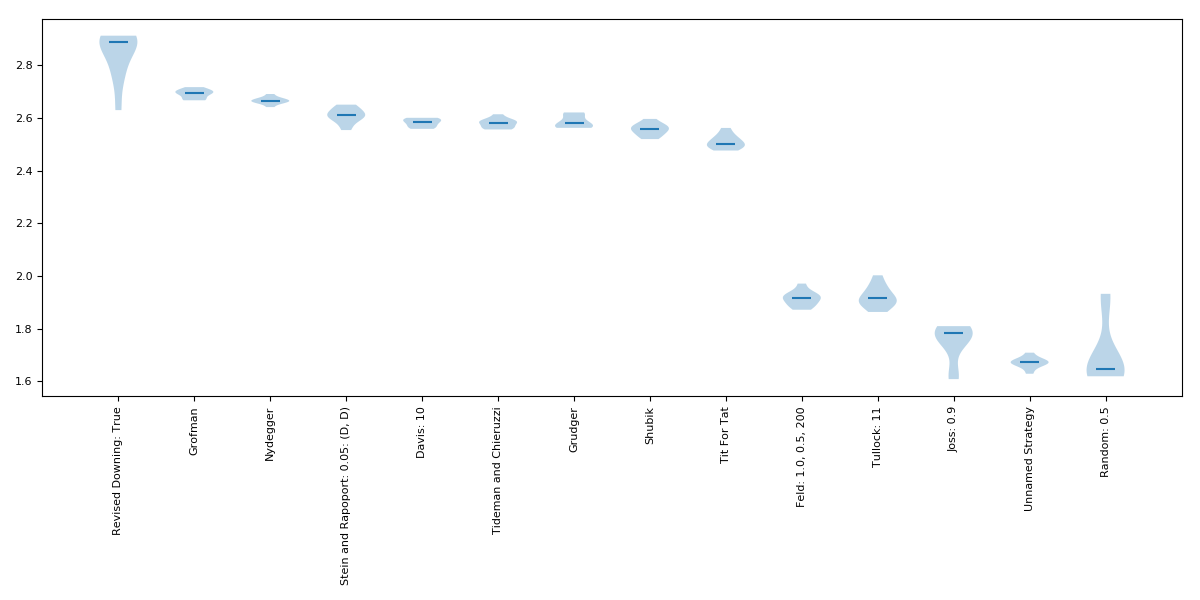 2.8
2.6
2.4
2.2
2.0
1.8
1.6
Revised Downing: True
Grofman
Nydegger
Stein and Rapoport: 0.05: (D, D)
Davis: 10
Tideman and Chieruzzi
Grudger
Shubik
Tit For Tat
Feld: 1.0, 0.5, 200
Tullock: 11
Joss: 0.9
Unnamed Strategy
Random: 0.5